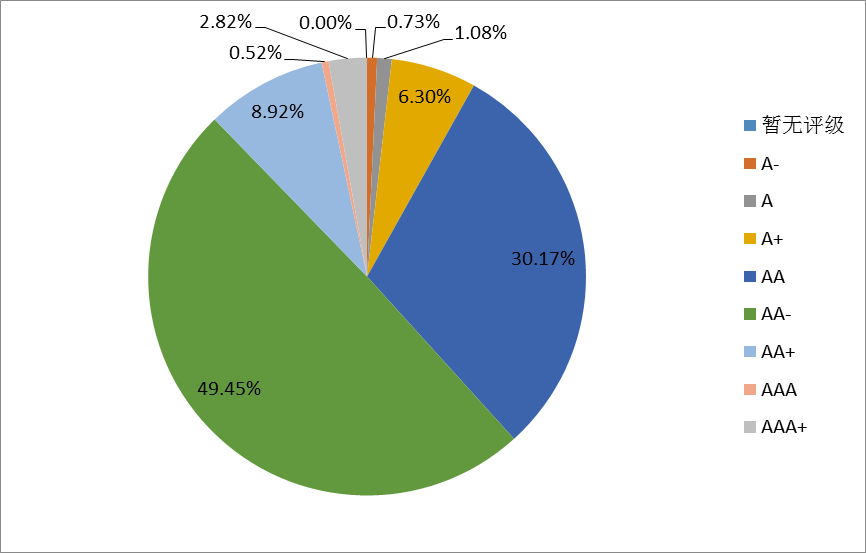 2.82%
0.00%
0.73%
1.08%
0.52%
6.30%
8.92%
30.17%
49.45%
暂无评级
A-
A
A+
AA
AA-
AA+
AAA
AAA+